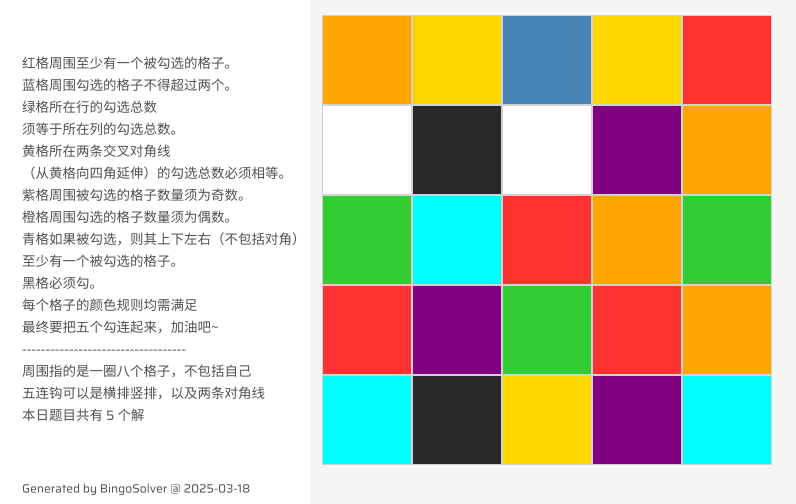 红格周围至少有一个被勾选的格子。
蓝格周围勾选的格子不得超过两个。
绿格所在行的勾选总数
须等于所在列的勾选总数。
黄格所在两条交叉对角线
（从黄格向四角延伸）的勾选总数必须相等。
紫格周围被勾选的格子数量须为奇数。
橙格周围勾选的格子数量须为偶数。
青格如果被勾选，则其上下左右（不包括对角）
至少有一个被勾选的格子。
黑格必须勾。
每个格子的颜色规则均需满足
最终要把五个勾连起来，加油吧~
----------------------------------
周围指的是一圈八个格子，不包括自己
五连钩可以是横排竖排，以及两条对角线
本日题目共有 5 个解
Generated by BingoSolver @ 2025-03-18